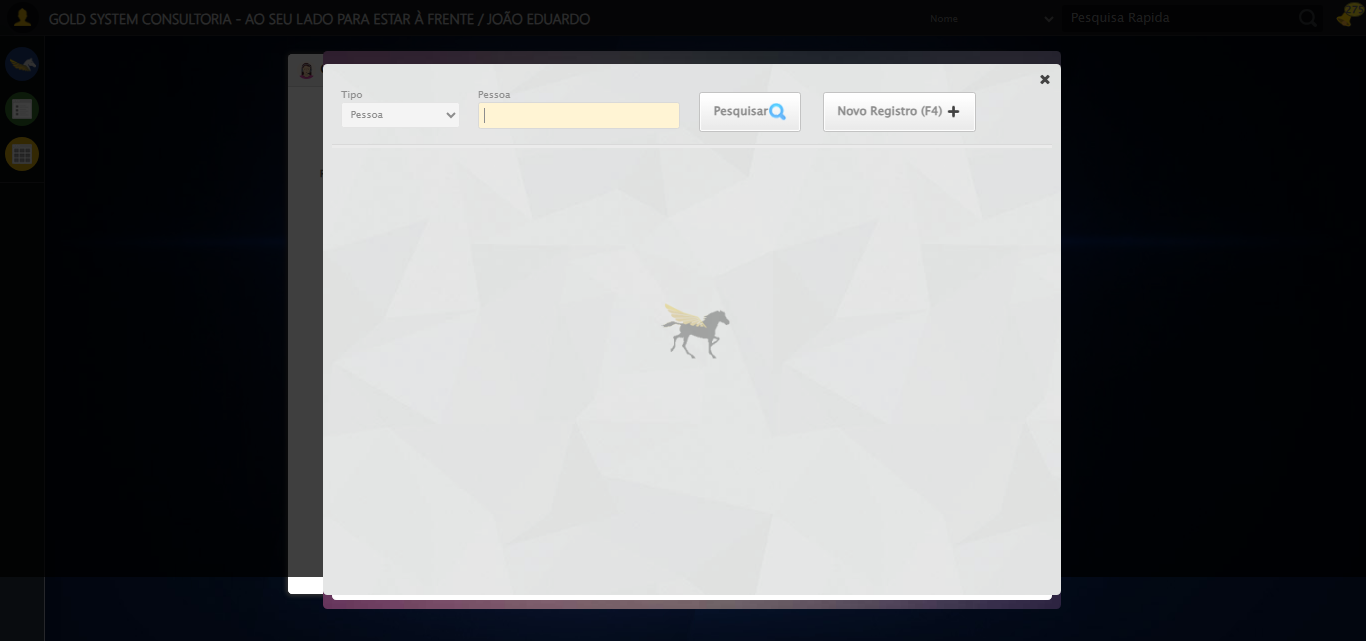 GOLD SYSTEM CONSULTORIA - AO SEU LADO PARA ESTAR À FRENTE / JOÃO EDUARDO
Nome
Pesquisa Rapida
Tipo
Pessoa
Pessoa
Pesquisar
Novo Registro (F4)